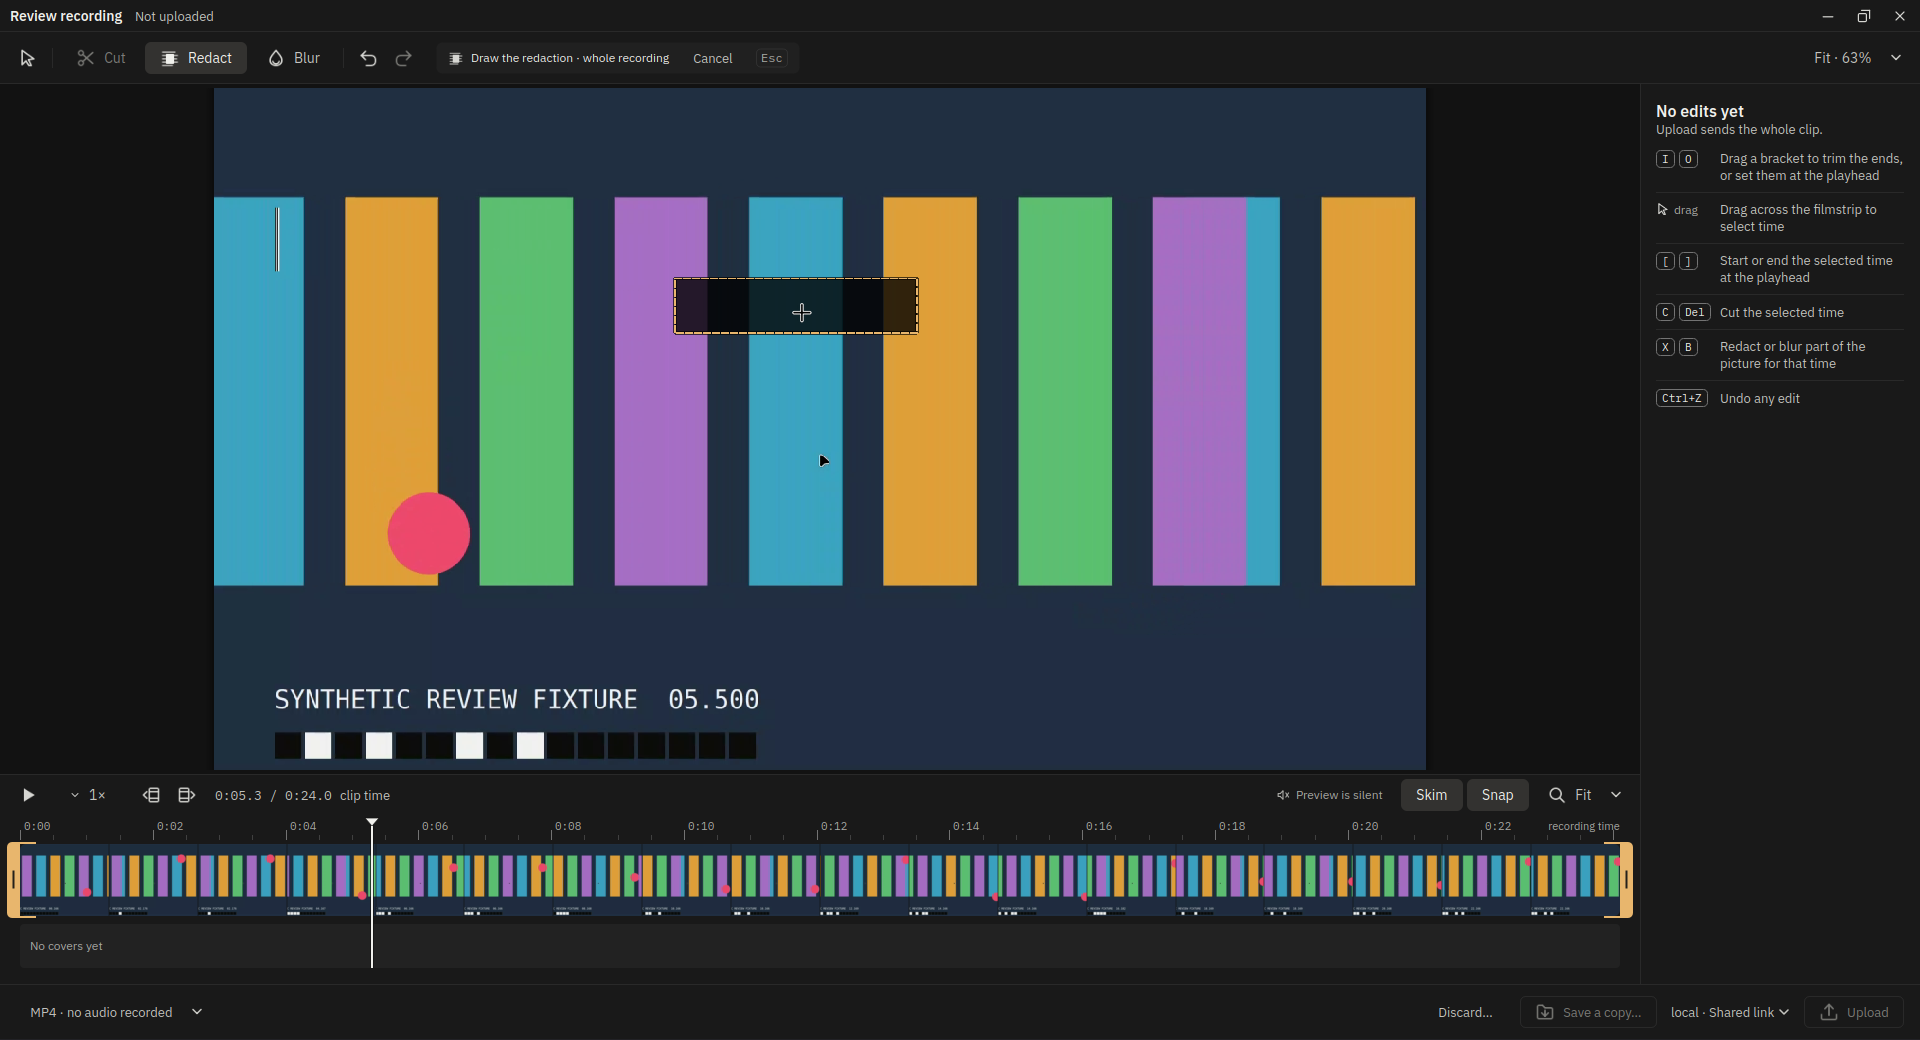 Review recording Not uploaded
Cut Redact Blur Draw the redaction · whole recording Cancel Esc Fit · 63%
No edits yet
Upload sends the whole clip.
I O Drag a bracket to trim the ends,
or set them at the playhead
drag Drag across the filmstrip to
select time
[ ] Start or end the selected time
at the playhead
C Del Cut the selected time
X B Redact or blur part of the
picture for that time
Ctrl+Z Undo any edit
SYNTHETIC REVIEW FIXTURE 05.500
1× 0:05.3 / 0:24.0 clip time Preview is silent Skim Snap Fit
0:00 0:02 0:04 0:06 0:08 0:10 0:12 0:14 0:16 0:18 0:20 0:22 recording time
No covers yet
MP4 · no audio recorded Discard... Save a copy... local · Shared link Upload